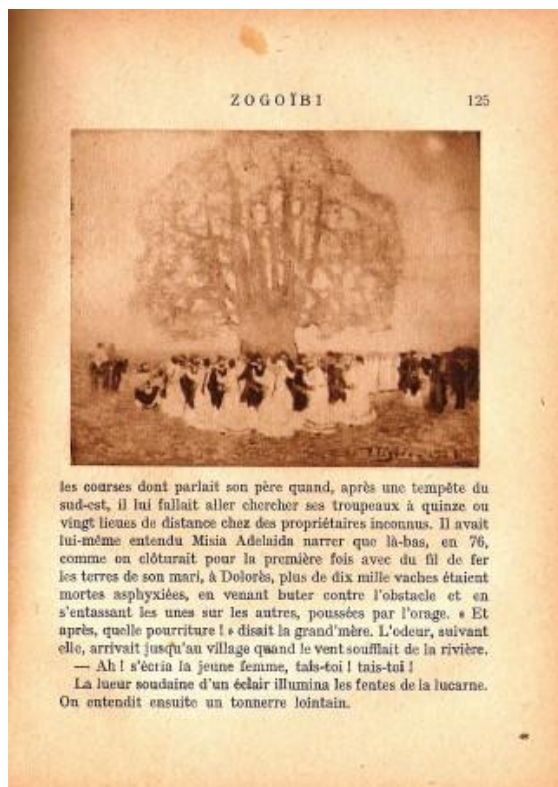 ZOGOÏBI 125
les courses dont parlait son père quand, après une tempête du
sud-est, il lui fallait aller chercher ses troupeaux à quinze ou
vingt lieues de distance chez des propriétaires inconnus. Il avait
lui-même entendu Misia Adelaida narrer que là-bas, en 76,
comme on clôturait pour la première fois avec du fil de fer
les terres de son mari, à Dolorès, plus de dix mille vaches étaient
mortes asphyxiées, en venant buter contre l'obstacle et en
s'entassant les unes sur les autres, poussées par l'orage. « Et
après, quelle pourriture ! » disait la grand'mère. L'odeur, suivant
elle, arrivait jusqu'au village quand le vent soufflait de la rivière.
— Ah ! s'écria la jeune femme, tais-toi ! tais-toi !
La lueur soudaine d'un éclair illumina les fentes de la lucarne.
On entendit ensuite un tonnerre lointain.